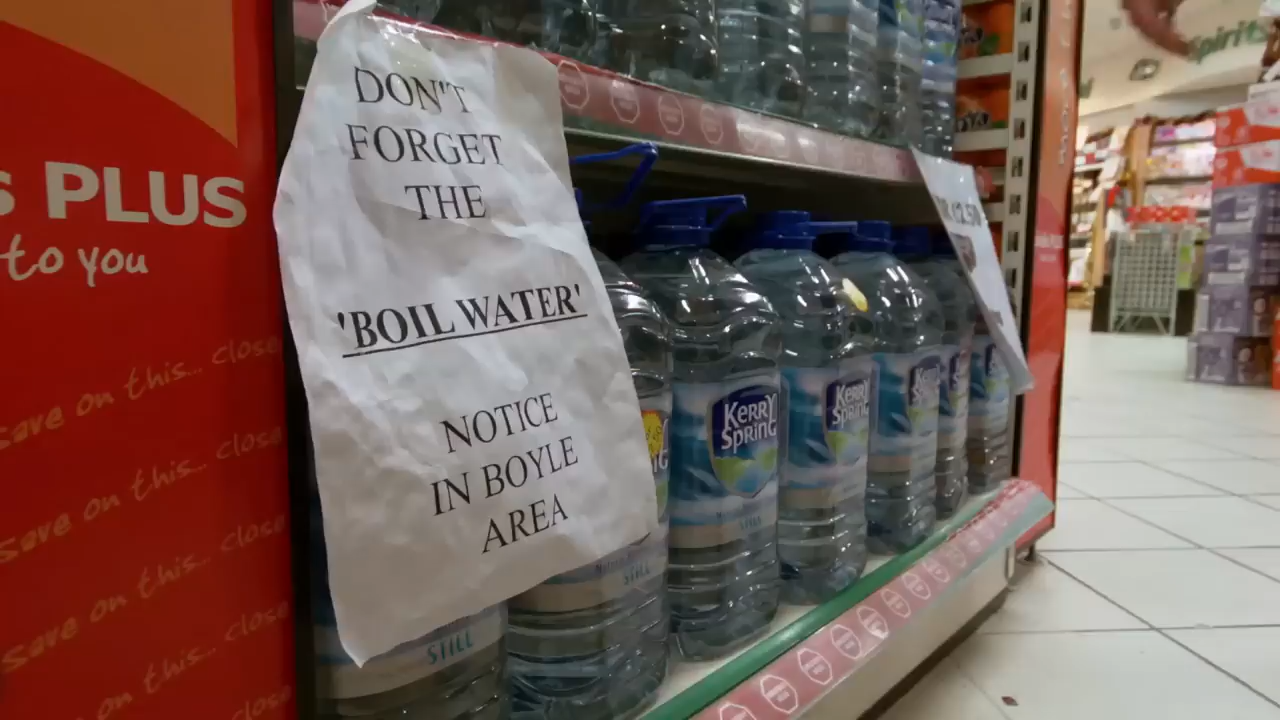 DON'T
FORGET
THE
'BOIL WATER'
NOTICE
IN BOYLE
AREA
S PLUS
to you
save on this... close
save on this... close
save on this... close
on this... close
KERRY
SPRING
KERRY
SPRING
STILL
STILL
Spirits